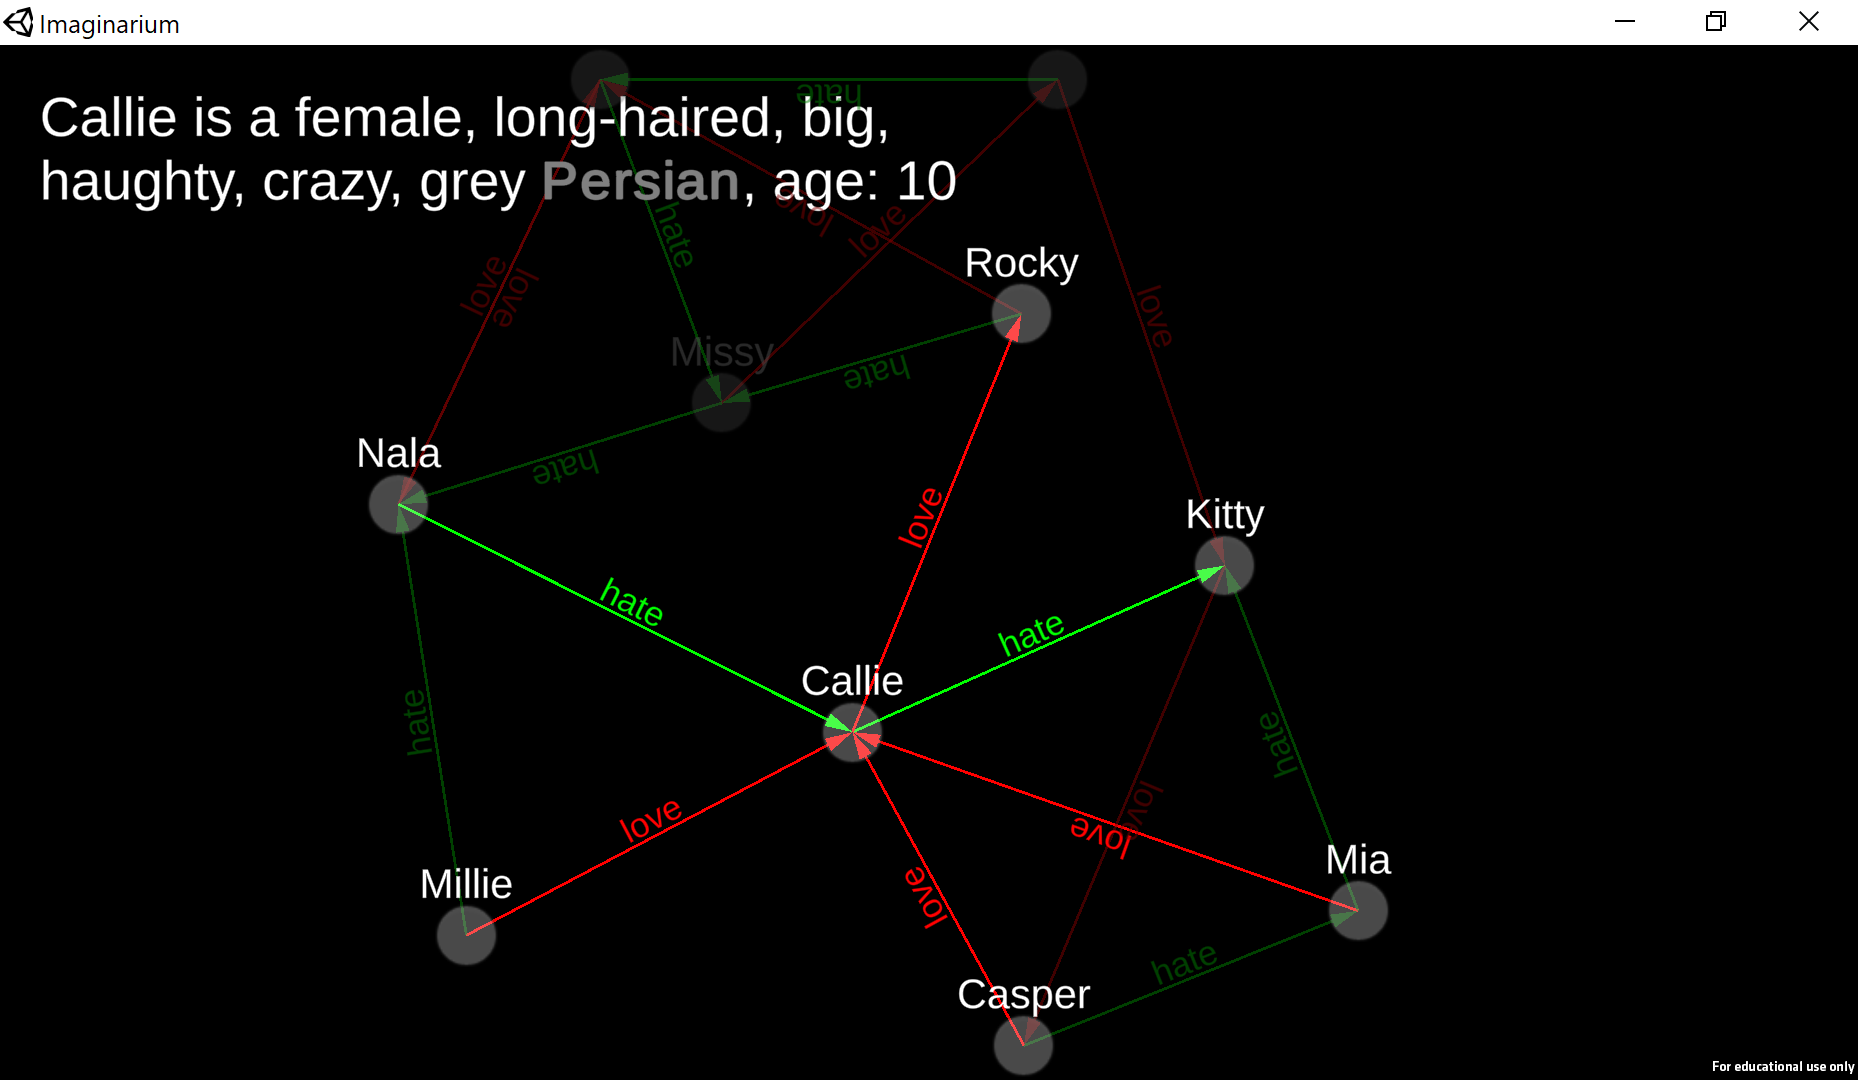 Imaginarium
hate
Callie is a female, long-haired, big,
haughty, crazy, grey Persian, age: 10
love
love
hate
love
love
love
Rocky
Missy
hate
Nala
hate
love
Kitty
hate
hate
Callie
hate
hate
love
love
love
Millie
love
Mia
hate
Casper
For educational use only